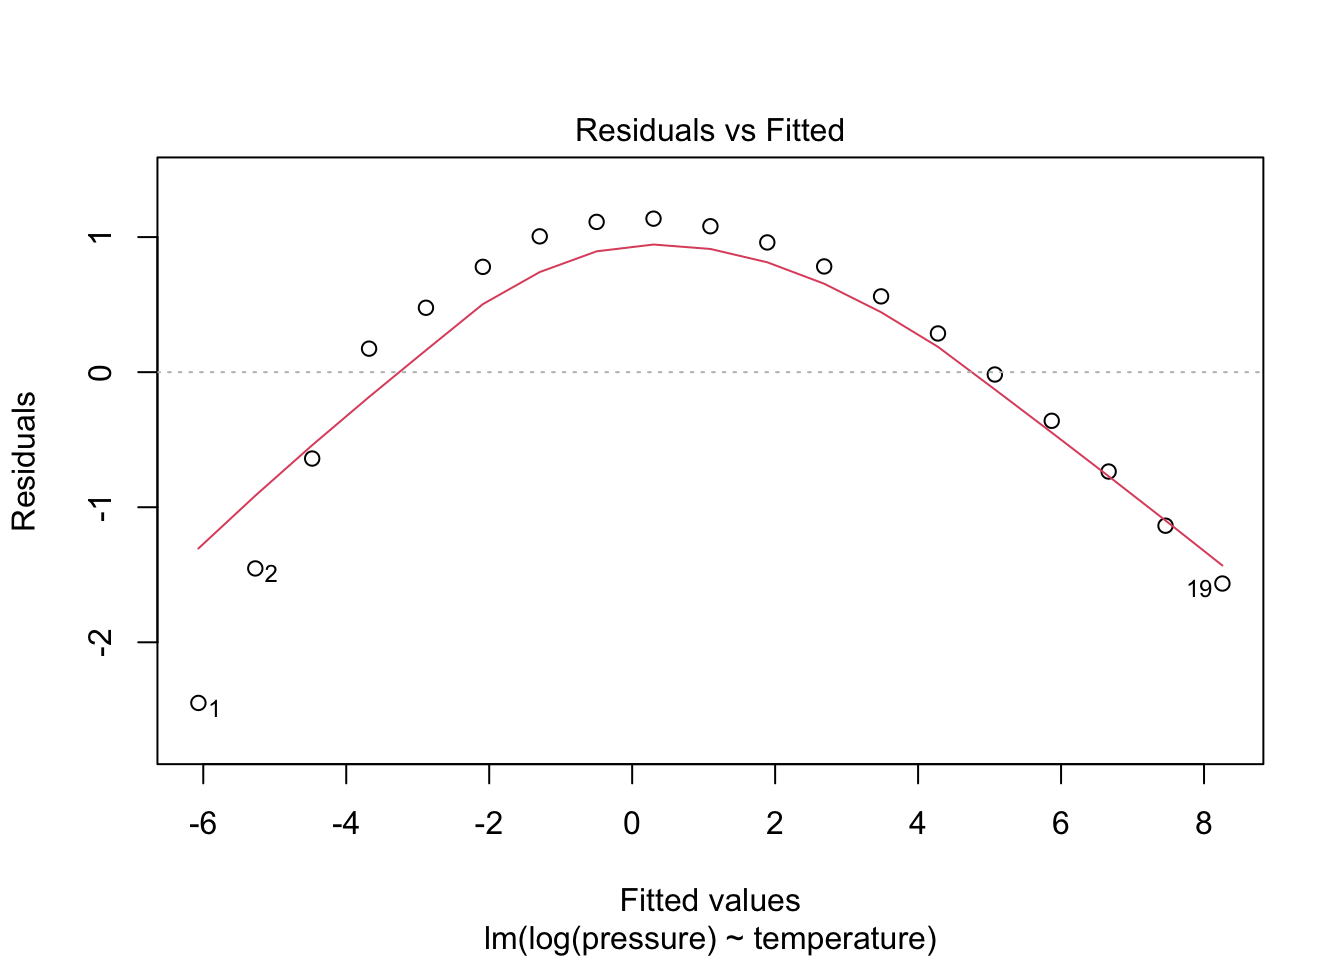 Residuals vs Fitted
Residuals
1
0
-1
-2
2
19
1
-6 -4 -2 0 2 4 6 8
Fitted values
lm(log(pressure) ~ temperature)